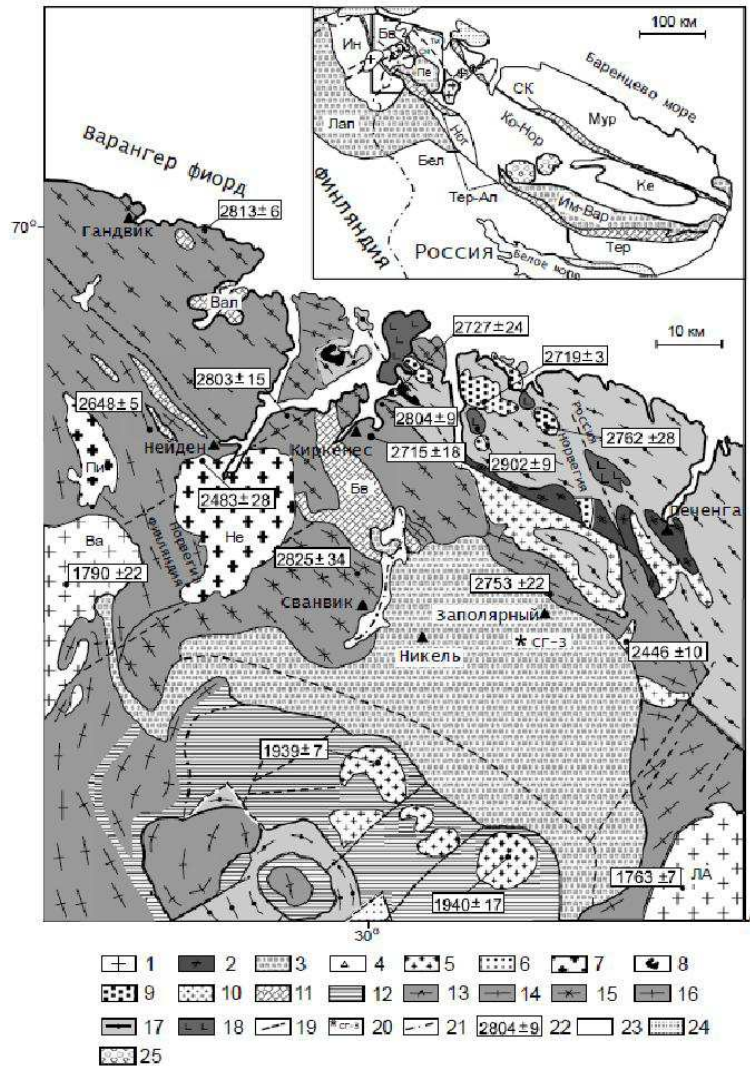 100 км
Ин
Бв
Пе
Баренцево море
СК
Мур
Ко-Нор
Лап
Нот
Бел
Ке
Варангер фиорд
Тер-Ал
Им-Вар
ФИНЛЯНДИЯ
2813± 6
70°
Гандвик
Тер
Россия
Белое море
Вал
2727± 24
10 км
2719± 3
2803± 15
2648± 5
2804± 9
Россия
Норвегия
2762 ±28
Нейден
Киркенес
2715± 18
Пи
2902± 9
2483± 28
Бв
Печенга
Ва
Норвегия
Финляндия
Не
1790 ±22
2825± 34
2753 ±22
Сванвик
Заполярный
* СГ-3
Никель
2446 ±10
1939± 7
1763± 7
ЛА
1940± 17
30°
1 2 3 4 5 6 7 8
9 10 11 12 13 14 15 16
17 18 19 * СГ-3 20 21 2804± 9 22 23 24
25